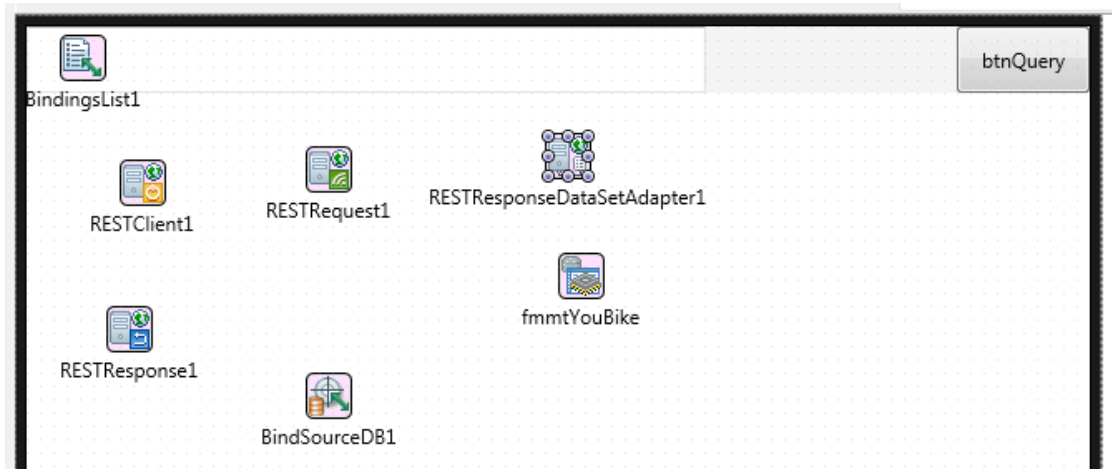 btnQuery
BindingsList1
RESTClient1
RESTRequest1
RESTResponseDataSetAdapter1
fmmtYouBike
RESTResponse1
BindSourceDB1